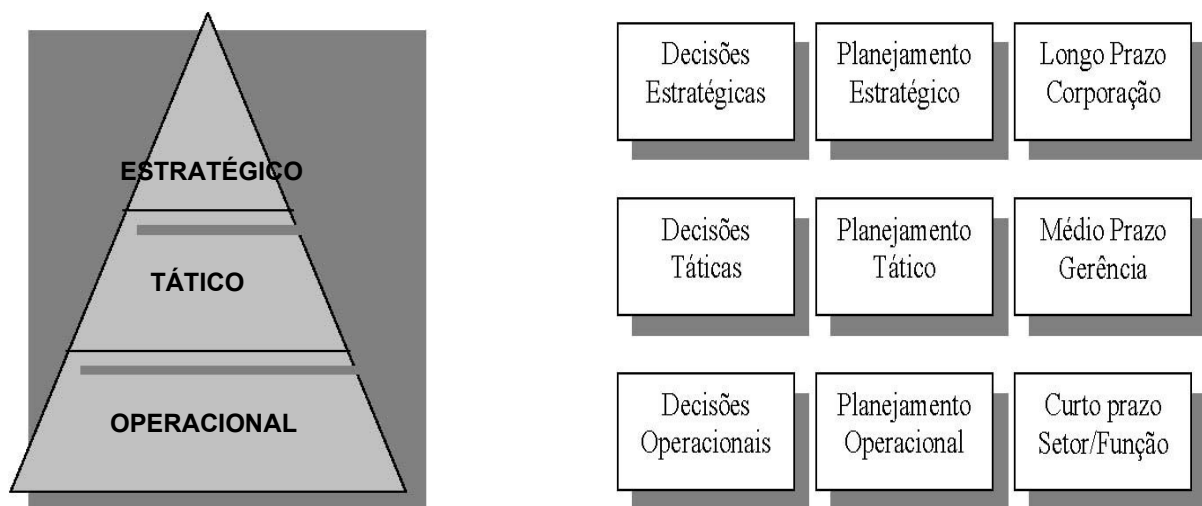 ESTRATÉGICO
TÁTICO
OPERACIONAL
Decisões
Estratégicas
Planejamento
Estratégico
Longo Prazo
Corporação
Decisões
Táticas
Planejamento
Tático
Médio Prazo
Gerência
Decisões
Operacionais
Planejamento
Operacional
Curto prazo
Setor/Função